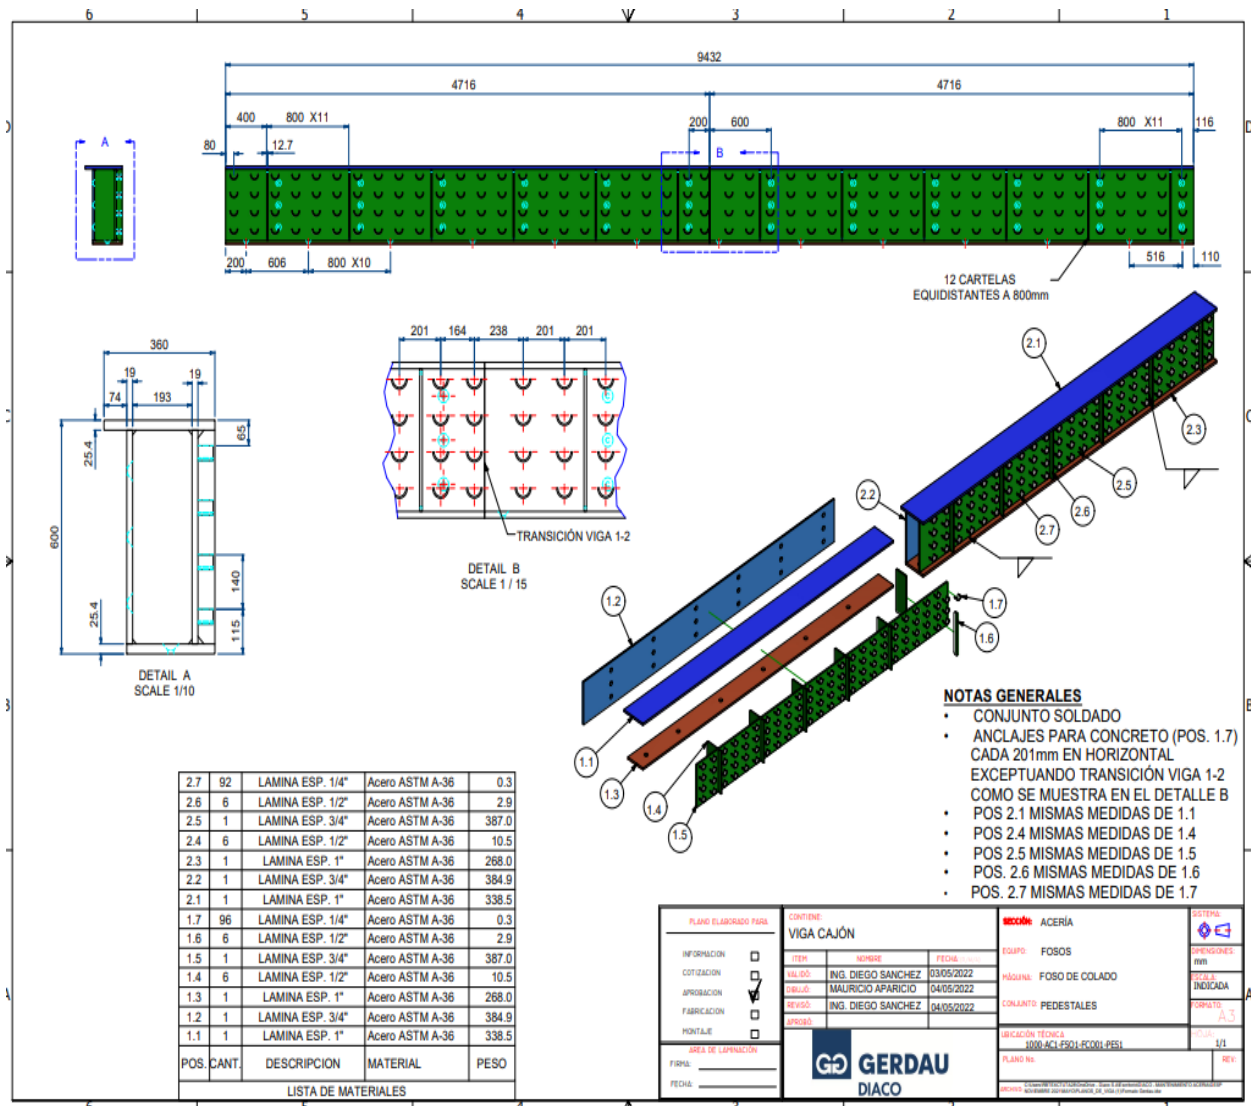 6 5 4 3 2 1
9432
4716 4716
400 800 X11 200 600 800 X11 116
80 12.7
A
B
D D
200 606 800 X10 516 110
12 CARTELAS
EQUIDISTANTES A 800mm
360
19 19
74 193
65
25.4
600
140
25.4
115
DETAIL A
SCALE 1/10
201 164 238 201 201
TRANSICIÓN VIGA 1-2
DETAIL B
SCALE 1 / 15
2.1
2.3
2.5
2.6
2.7
2.2
1.2
1.7
1.6
1.1
1.3
1.4
1.5
C
B
A A
NOTAS GENERALES
• CONJUNTO SOLDADO
• ANCLAJES PARA CONCRETO (POS. 1.7)
CADA 201mm EN HORIZONTAL
EXCEPTUANDO TRANSICIÓN VIGA 1-2
COMO SE MUESTRA EN EL DETALLE B
• POS 2.1 MISMAS MEDIDAS DE 1.1
• POS 2.4 MISMAS MEDIDAS DE 1.4
• POS 2.5 MISMAS MEDIDAS DE 1.5
• POS. 2.6 MISMAS MEDIDAS DE 1.6
• POS. 2.7 MISMAS MEDIDAS DE 1.7
2.7 92 LAMINA ESP. 1/4" Acero ASTM A-36 0.3
2.6 6 LAMINA ESP. 1/2" Acero ASTM A-36 2.9
2.5 1 LAMINA ESP. 3/4" Acero ASTM A-36 387.0
2.4 6 LAMINA ESP. 1/2" Acero ASTM A-36 10.5
2.3 1 LAMINA ESP. 1" Acero ASTM A-36 268.0
2.2 1 LAMINA ESP. 3/4" Acero ASTM A-36 384.9
2.1 1 LAMINA ESP. 1" Acero ASTM A-36 338.5
1.7 96 LAMINA ESP. 1/4" Acero ASTM A-36 0.3
1.6 6 LAMINA ESP. 1/2" Acero ASTM A-36 2.9
1.5 1 LAMINA ESP. 3/4" Acero ASTM A-36 387.0
1.4 6 LAMINA ESP. 1/2" Acero ASTM A-36 10.5
1.3 1 LAMINA ESP. 1" Acero ASTM A-36 268.0
1.2 1 LAMINA ESP. 3/4" Acero ASTM A-36 384.9
1.1 1 LAMINA ESP. 1" Acero ASTM A-36 338.5
POS. CANT. DESCRIPCION MATERIAL PESO
LISTA DE MATERIALES
PLANO ELABORADO PARA
INFORMACION
COTIZACION
APROBACION
FABRICACION
MONTAJE
AREA DE LAMINACIÓN
FIRMA:
FECHA:
CONTIENE:
VIGA CAJÓN
ITEM NOMBRE FECHA
VALIDÓ: ING. DIEGO SANCHEZ 03/05/2022
DIBUJÓ: MAURICIO APARICIO 04/05/2022
REVISÓ: ING. DIEGO SANCHEZ 04/05/2022
APROBÓ:
GERDAU
DIACO
SECCIÓN: ACERÍA
EQUIPO: FOSOS
MÁQUINA: FOSO DE COLADO
CONJUNTO: PEDESTALES
UBICACIÓN TÉCNICA
1000-AC1-FSO1-FCO01-PES1
PLANO No. REV:
ARCHIVO:
SISTEMA:
DIMENSIONES:
mm
ESCALA:
INDICADA
FORMATO:
A3
HOJA:
1/1